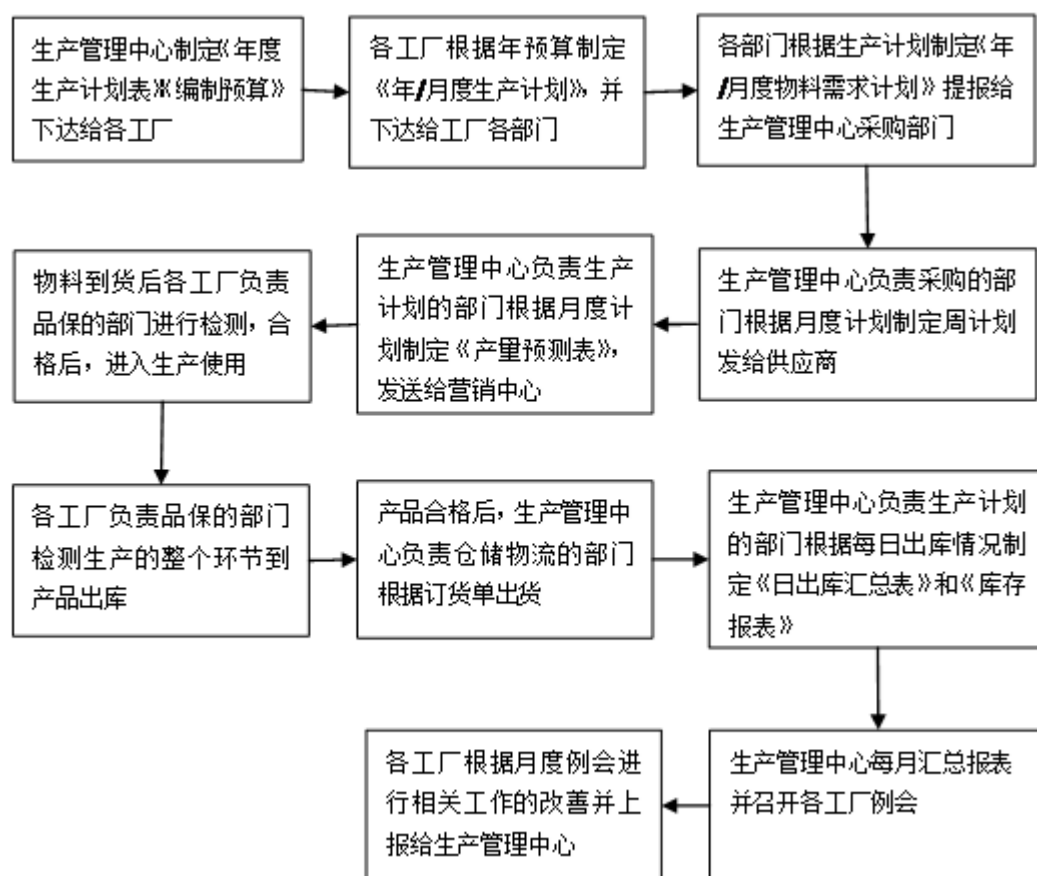 生产管理中心制定《年度
生产计划表》《编制预算》
下达给各工厂
各工厂根据年预算制定
《年/月度生产计划》，并
下达给工厂各部门
各部门根据生产计划制定《年
/月度物料需求计划》提报给
生产管理中心采购部门
生产管理中心负责采购的部
门根据月度计划制定周计划
发给供应商
生产管理中心负责生产
计划的部门根据月度计
划制定《产量预测表》，
发送给营销中心
物料到货后各工厂负责
品保的部门进行检测，合
格后，进入生产使用
各工厂负责品保的部门
检测生产的整个环节到
产品出库
产品合格后，生产管理中
心负责仓储物流的部门
根据订货单出货
生产管理中心负责生产计划
的部门根据每日出库情况制
定《日出库汇总表》和《库存
报表》
生产管理中心每月汇总报表
并召开各工厂例会
各工厂根据月度例会进
行相关工作的改善并上
报给生产管理中心